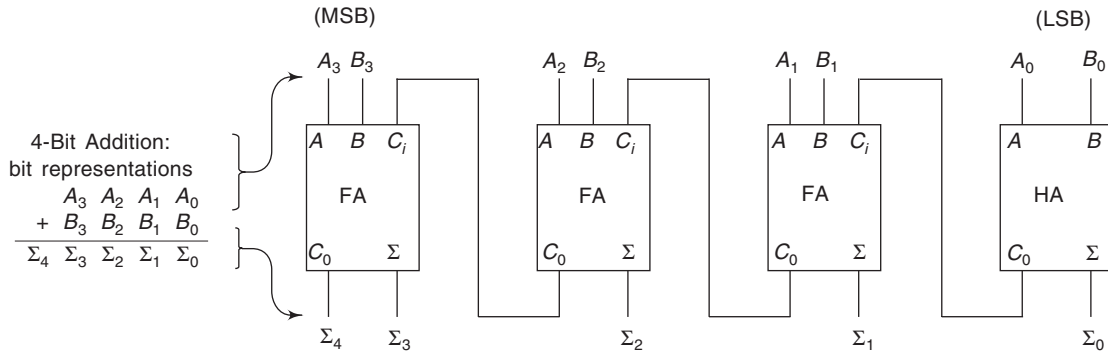 (MSB) (LSB)
A₃ B₃ A₂ B₂ A₁ B₁ A₀ B₀
A B Cᵢ A B Cᵢ A B Cᵢ A B
4-Bit Addition:
bit representations
FA FA FA HA
A₃ A₂ A₁ A₀
+ B₃ B₂ B₁ B₀
Σ₄ Σ₃ Σ₂ Σ₁ Σ₀
C₀ Σ C₀ Σ C₀ Σ C₀ Σ
Σ₄ Σ₃ Σ₂ Σ₁ Σ₀